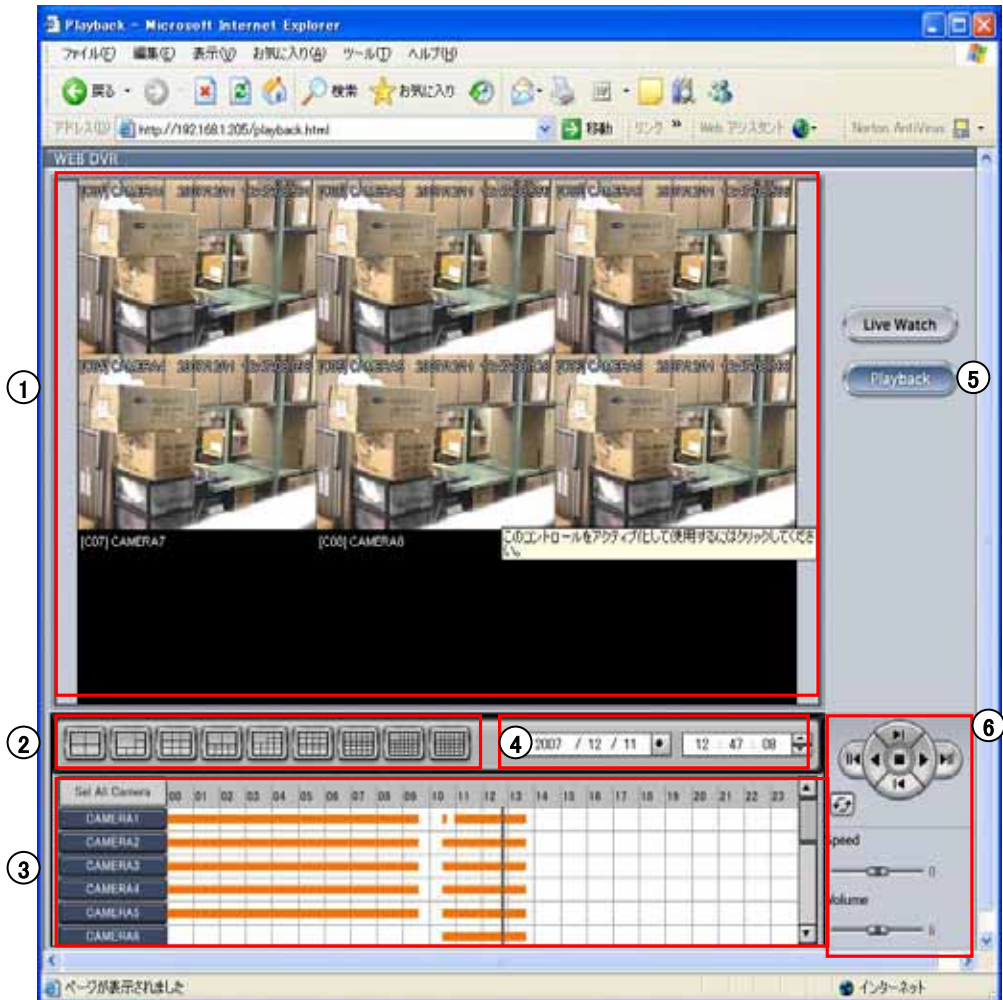 Playback - Microsoft Internet Explorer
ファイル(F) 編集(E) 表示(V) お気に入り(A) ツール(T) ヘルプ(H)
戻る 検索 お気に入り
アドレス(D) http://192.168.1.205/playback.html 移動 リンク » Web アシスタント Norton AntiVirus
WEB DVR
Live Watch
①
Playback
⑤
[C07] CAMERA7 [C08] CAMERA8
このコントロールをアクティブ化して使用するにはクリックしてくださ
い。
②
④
2007 / 12 / 11 12 : 47 : 08
⑥
Sel All Camera 00 01 02 03 04 05 06 07 08 09 10 11 12 13 14 15 16 17 18 19 20 21 22 23
CAMERA1
CAMERA2
③
CAMERA3
CAMERA4
CAMERA5
CAMERA6
Speed
0
Volume
ページが表示されました インターネット